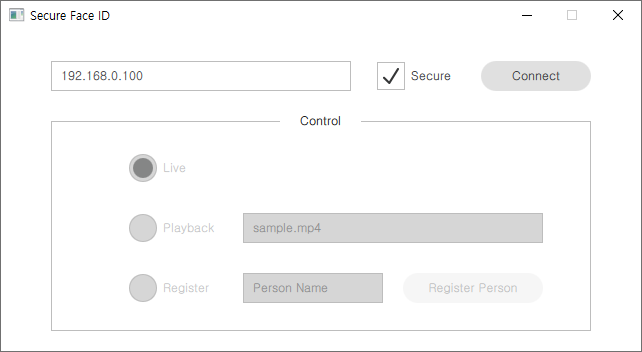 Secure Face ID
192.168.0.100
Secure
Connect
Control
Live
Playback
sample.mp4
Register
Person Name
Register Person